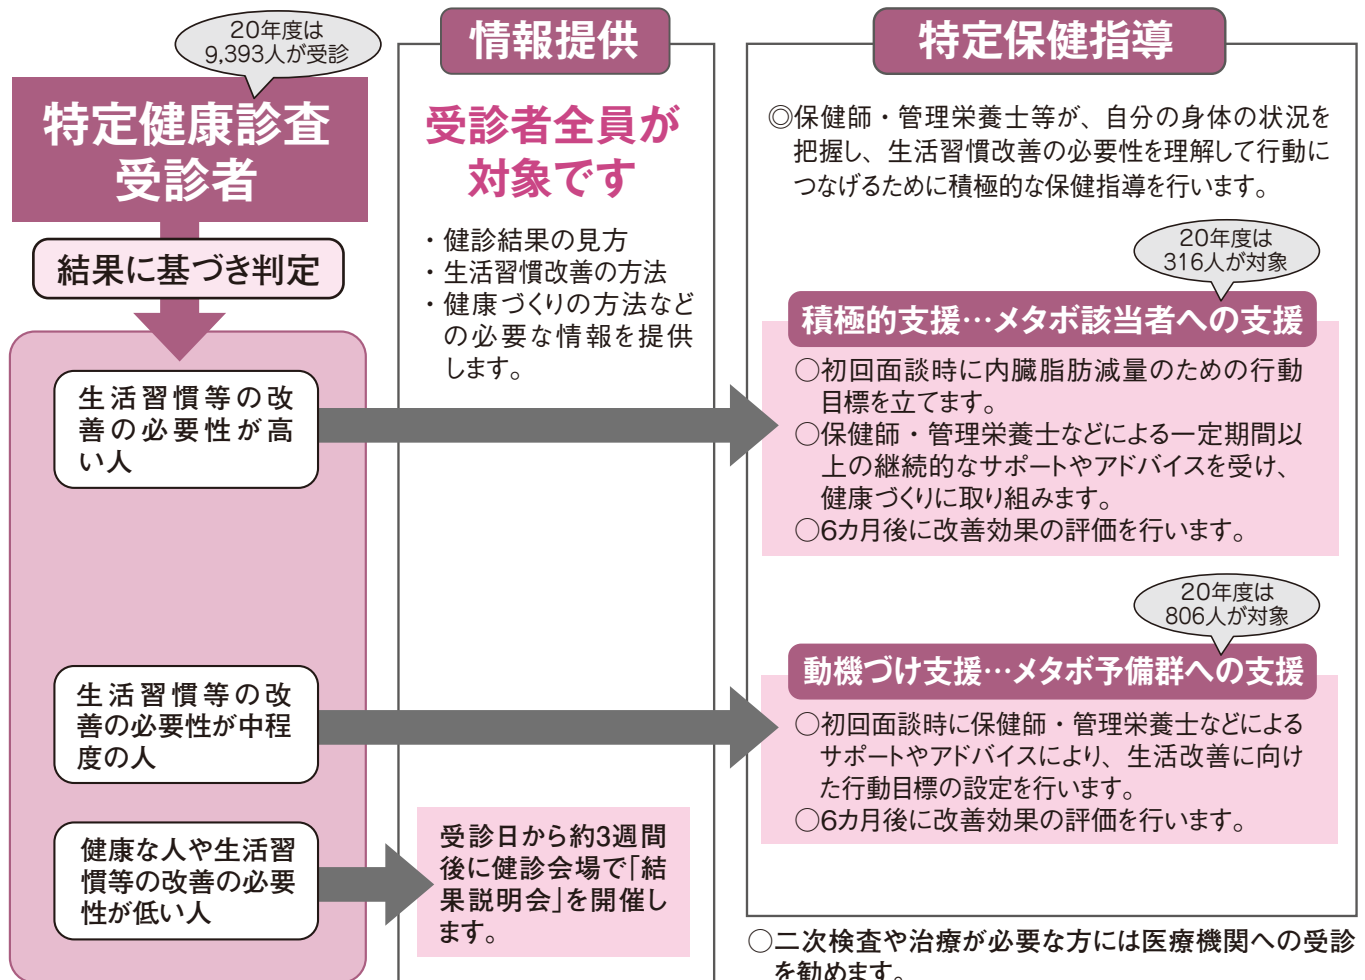 20年度は
9,393人が受診
特定健康診査
受診者
結果に基づき判定
生活習慣等の改
善の必要性が高
い人
生活習慣等の改
善の必要性が中程
度の人
健康な人や生活習
慣等の改善の必要
性が低い人
情報提供
受診者全員が
対象です
・健診結果の見方
・生活習慣改善の方法
・健康づくりの方法など
の必要な情報を提供
します。
受診日から約3週間
後に健診会場で「結
果説明会」を開催し
ます。
特定保健指導
◎保健師・管理栄養士等が、自分の身体の状況を
把握し、生活習慣改善の必要性を理解して行動に
つなげるために積極的な保健指導を行います。
20年度は
316人が対象
積極的支援…メタボ該当者への支援
○初回面談時に内臓脂肪減量のための行動
目標を立てます。
○保健師・管理栄養士などによる一定期間以
上の継続的なサポートやアドバイスを受け、
健康づくりに取り組みます。
○6カ月後に改善効果の評価を行います。
20年度は
806人が対象
動機づけ支援…メタボ予備群への支援
○初回面談時に保健師・管理栄養士などによる
サポートやアドバイスにより、生活改善に向け
た行動目標の設定を行います。
○6カ月後に改善効果の評価を行います。
○二次検査や治療が必要な方には医療機関への受診
を勧めます。